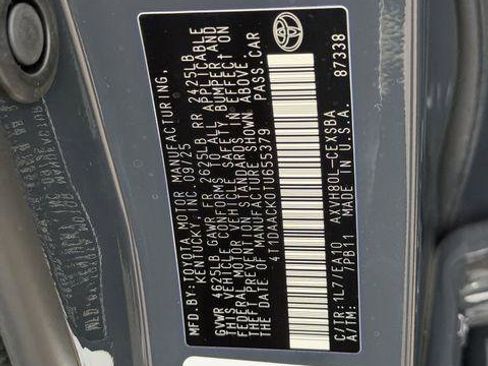 MFD.BY:TOYOTA MOTOR MANUFACTURING,
KENTUCKY, INC. 09/25
GVWR 4625LB GAWR FR 2625LB RR 2425LB
THIS VEHICLE CONFORMS TO ALL APPLICABLE
FEDERAL MOTOR VEHICLE SAFETY, BUMPER, AND
THEFT PREVENTION STANDARDS IN EFFECT ON
THE DATE OF MANUFACTURE SHOWN ABOVE.
4T1DAACK0TU655379 PASS.CAR
C/TR:1L7/EA10 AXVH80L-CEXSBA
A/TM: /PB11 MADE IN U.S.A. 87338